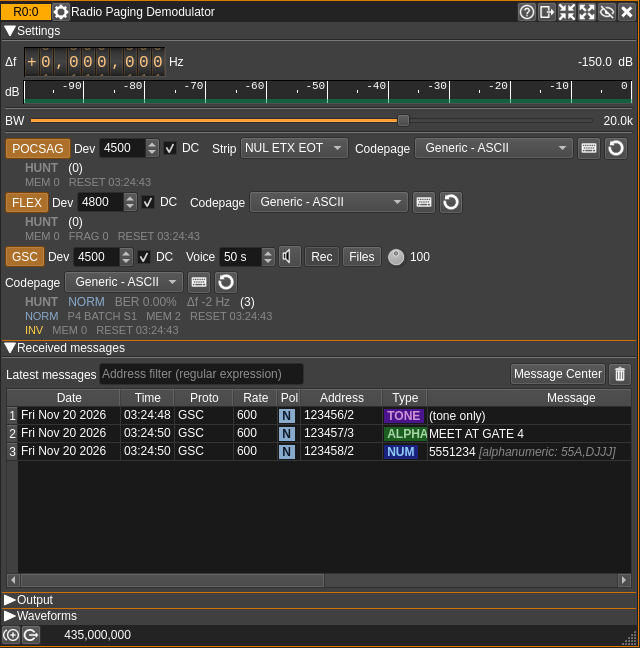 R0:0 Radio Paging Demodulator
Settings
Δf +0,000,000 Hz -150.0 dB
dB -90 -80 -70 -60 -50 -40 -30 -20 -10 0
BW 20.0k
POCSAG Dev 4500 DC Strip NUL ETX EOT Codepage Generic - ASCII
HUNT (0)
MEM 0 RESET 03:24:43
FLEX Dev 4800 DC Codepage Generic - ASCII
HUNT (0)
MEM 0 FRAG 0 RESET 03:24:43
GSC Dev 4500 DC Voice 50 s Rec Files 100
Codepage Generic - ASCII
HUNT NORM BER 0.00% Δf -2 Hz (3)
NORM P4 BATCH S1 MEM 2 RESET 03:24:43
INV MEM 0 RESET 03:24:43
Received messages
Latest messages Address filter (regular expression) Message Center
Date Time Proto Rate Pol Address Type Message
1 Fri Nov 20 2026 03:24:48 GSC 600 N 123456/2 TONE (tone only)
2 Fri Nov 20 2026 03:24:50 GSC 600 N 123457/3 ALPHA MEET AT GATE 4
3 Fri Nov 20 2026 03:24:50 GSC 600 N 123458/2 NUM 5551234 [alphanumeric: 55A,DJJJ]
Output
Waveforms
435,000,000